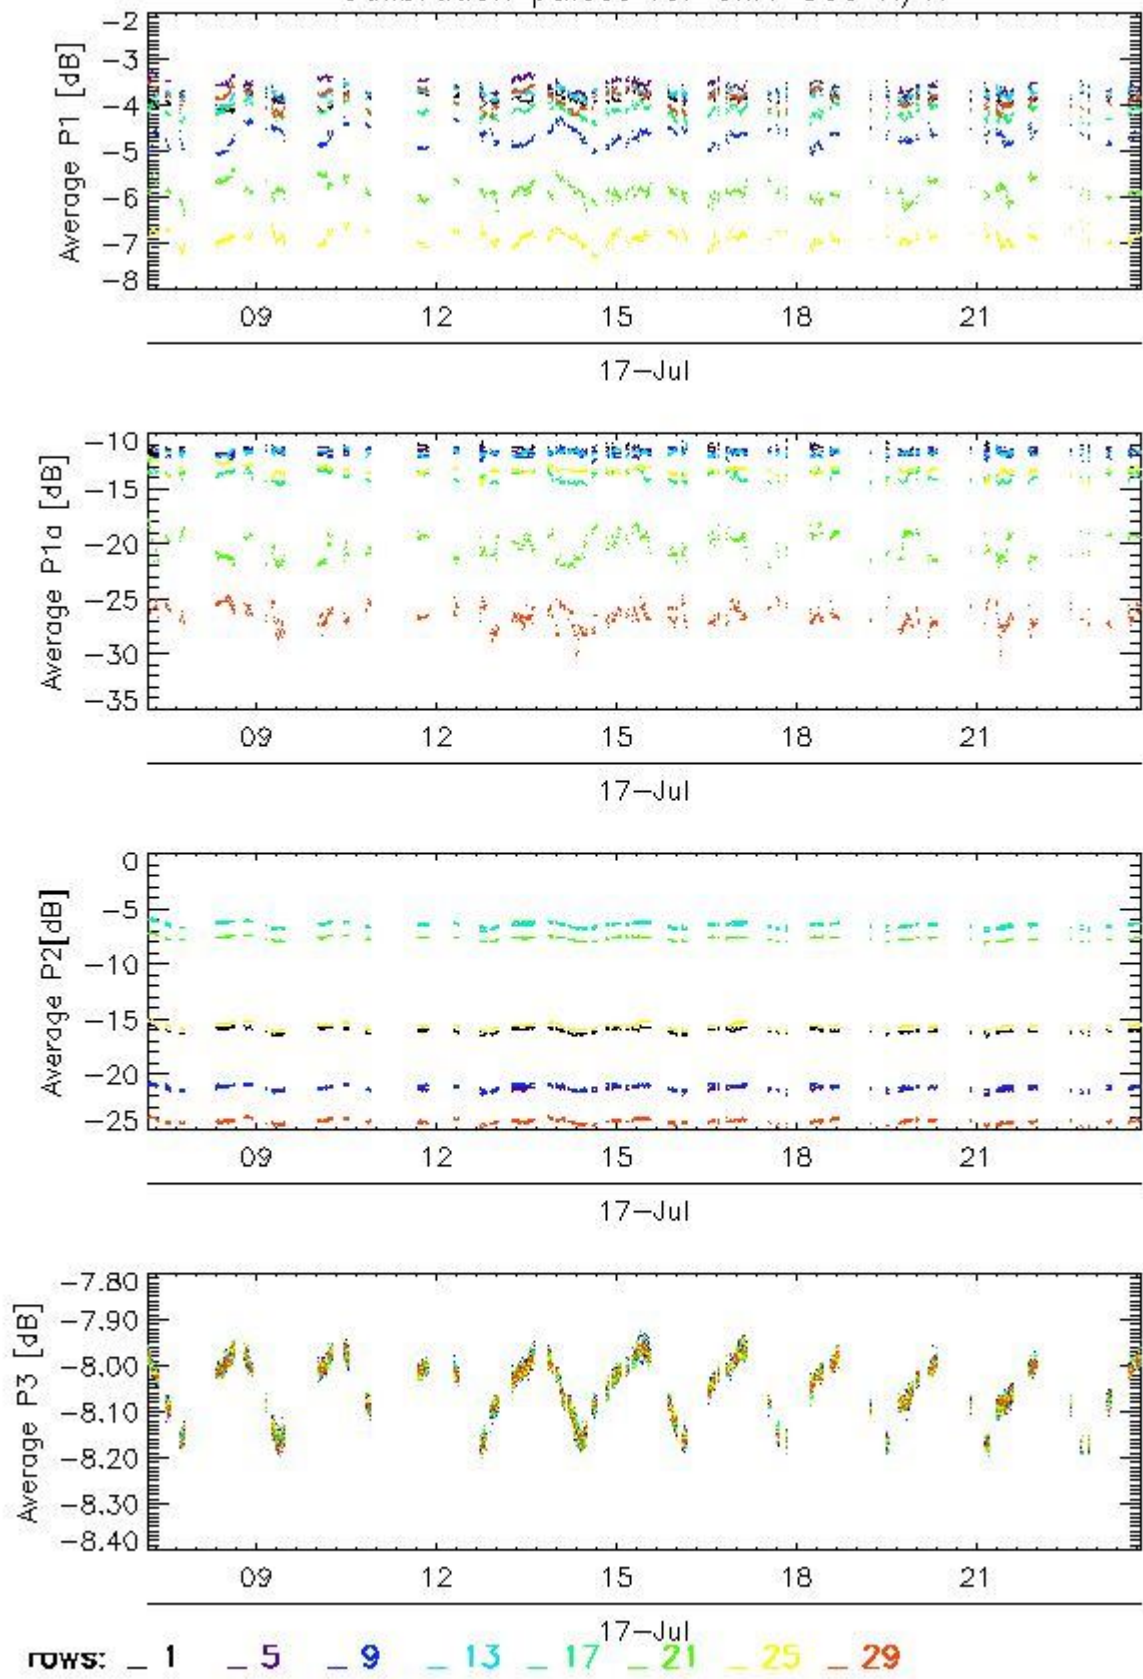 -2
-3
-4
-5
-6
-7
-8
Average P1 [dB]
09 12 15 18 21
17-Jul
-10
-15
-20
-25
-30
-35
Average P1a [dB]
09 12 15 18 21
17-Jul
0
-5
-10
-15
-20
-25
Average P2[dB]
09 12 15 18 21
17-Jul
-7.80
-7.90
-8.00
-8.10
-8.20
-8.30
-8.40
Average P3 [dB]
09 12 15 18 21
17-Jul
rows: _ 1 _ 5 _ 9 _ 13 _ 17 _ 21 _ 25 _ 29